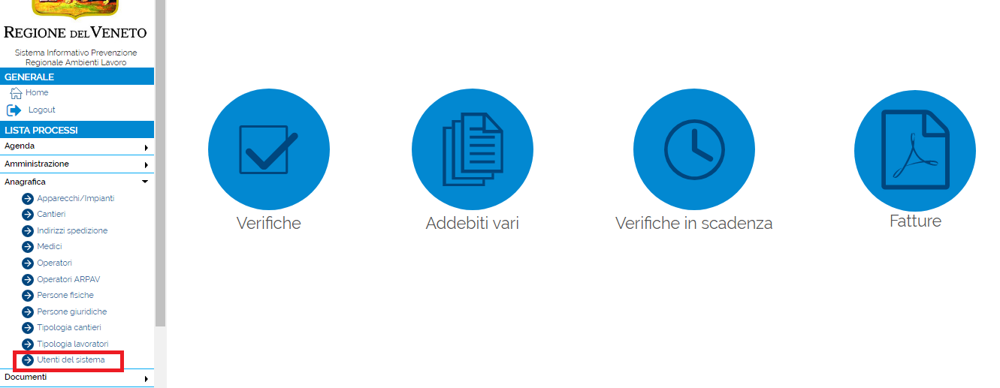 REGIONE DEL VENETO
Sistema Informativo Prevenzione
Regionale Ambienti Lavoro
GENERALE
Home
Logout
LISTA PROCESSI
Agenda
Amministrazione
Anagrafica
Apparecchi/Impianti
Cantieri
Indirizzi spedizione
Medici
Operatori
Operatori ARPAV
Persone fisiche
Persone giuridiche
Tipologia cantieri
Tipologia lavoratori
Utenti del sistema
Documenti
Verifiche
Addebiti vari
Verifiche in scadenza
Fatture